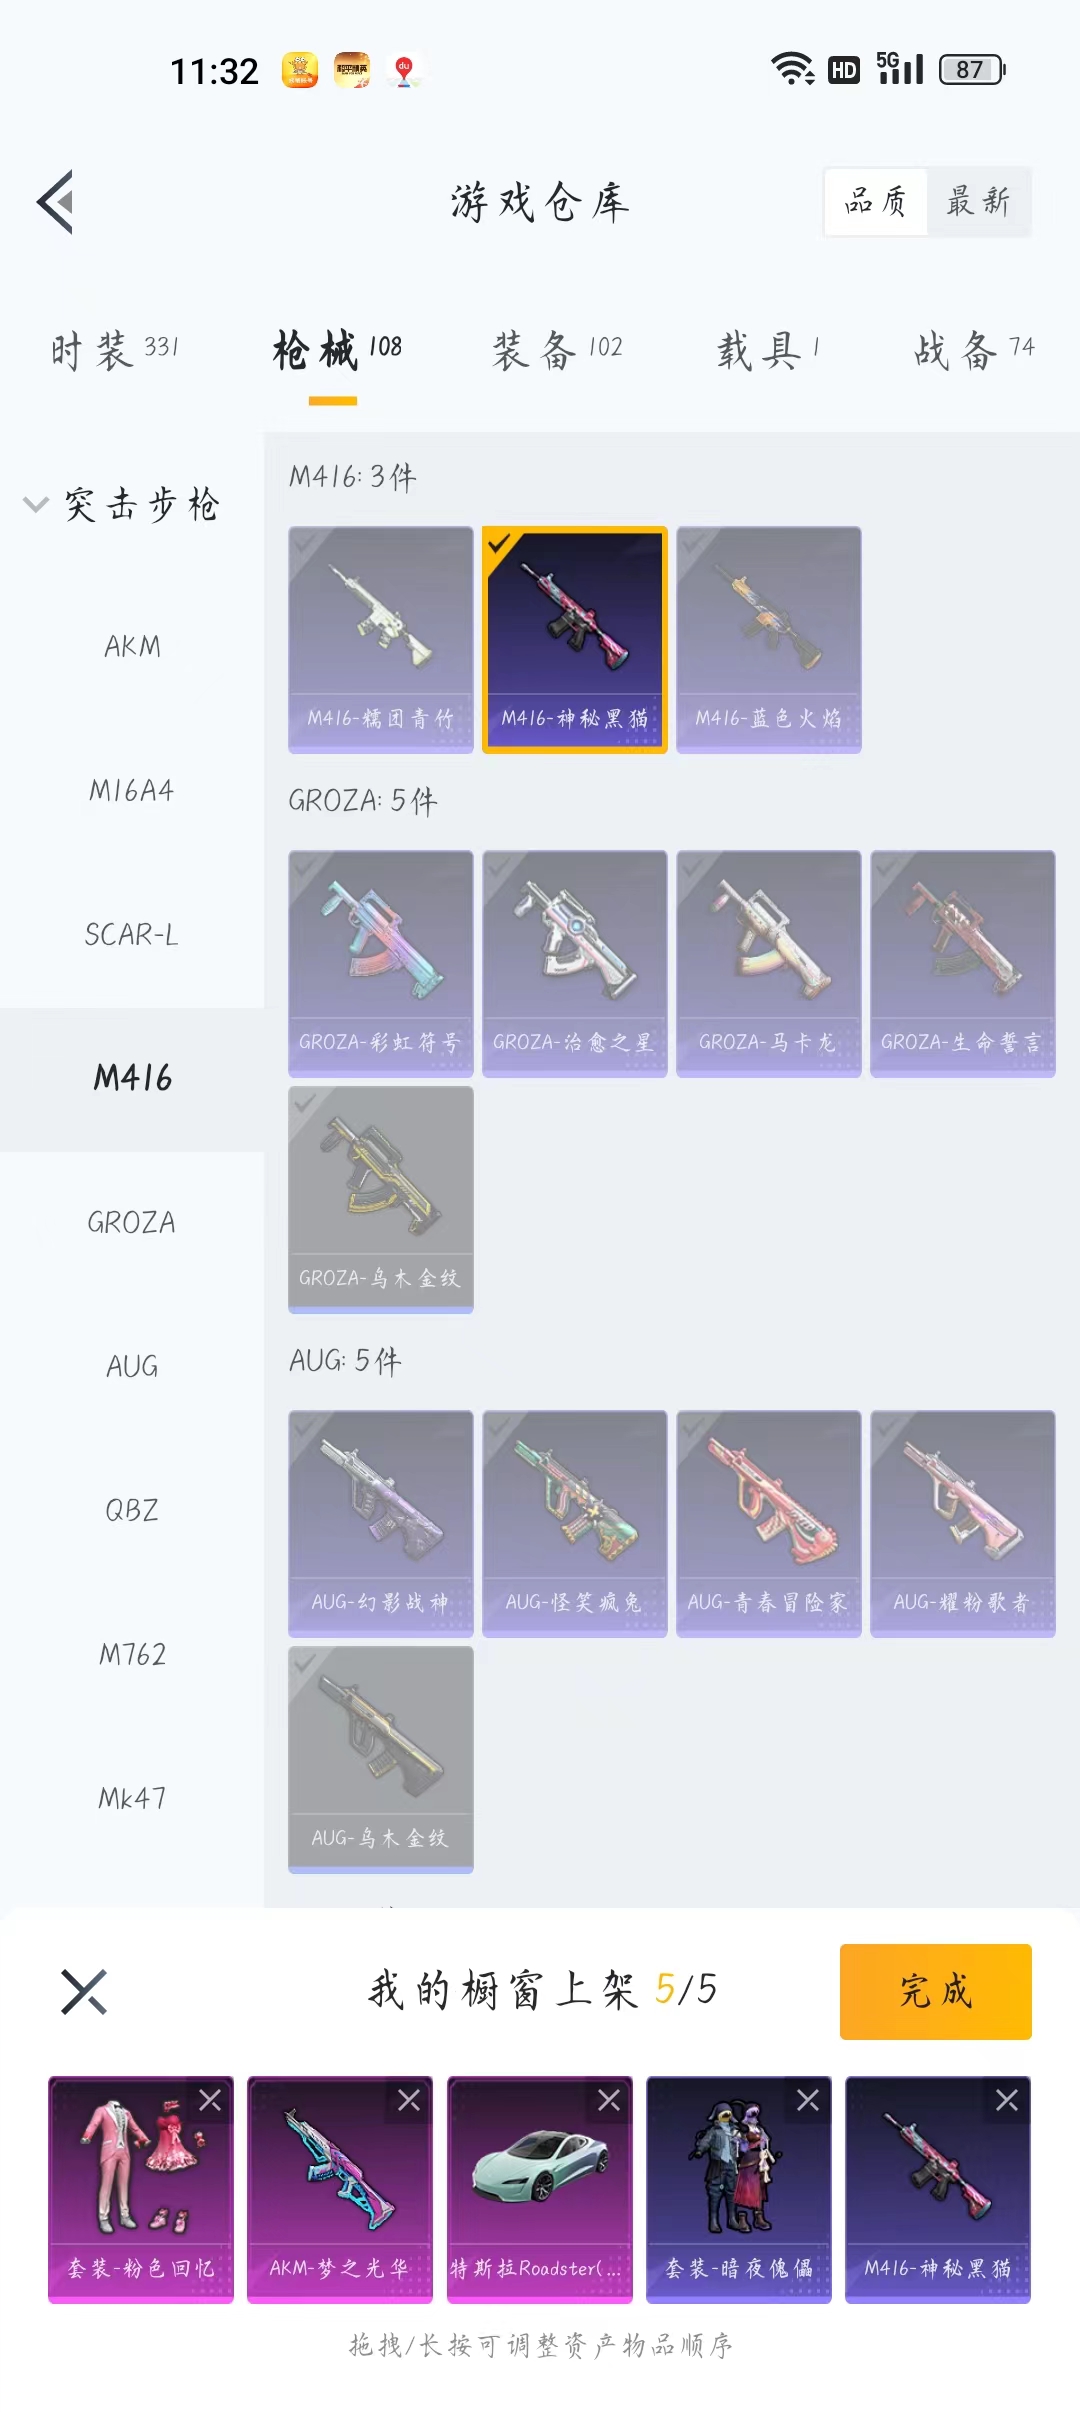 11:32
HD 5G 87
游戏仓库
品质 最新
时装 331 枪械 108 装备 102 载具 1 战备 74
突击步枪
AKM
M16A4
SCAR-L
M416
GROZA
AUG
QBZ
M762
Mk47
M416: 3件
M416-糯团青竹 M416-神秘黑猫 M416-蓝色火焰
GROZA: 5件
GROZA-彩虹符号 GROZA-治愈之星 GROZA-马卡龙 GROZA-生命誓言
GROZA-乌木金纹
AUG: 5件
AUG-幻影战神 AUG-怪笑疯兔 AUG-青春冒险家 AUG-耀粉歌者
AUG-乌木金纹
我的橱窗上架 5/5
完成
套装-粉色回忆 AKM-梦之光华 特斯拉Roadster(... 套装-暗夜傀儡 M416-神秘黑猫
拖拽/长按可调整资产物品顺序